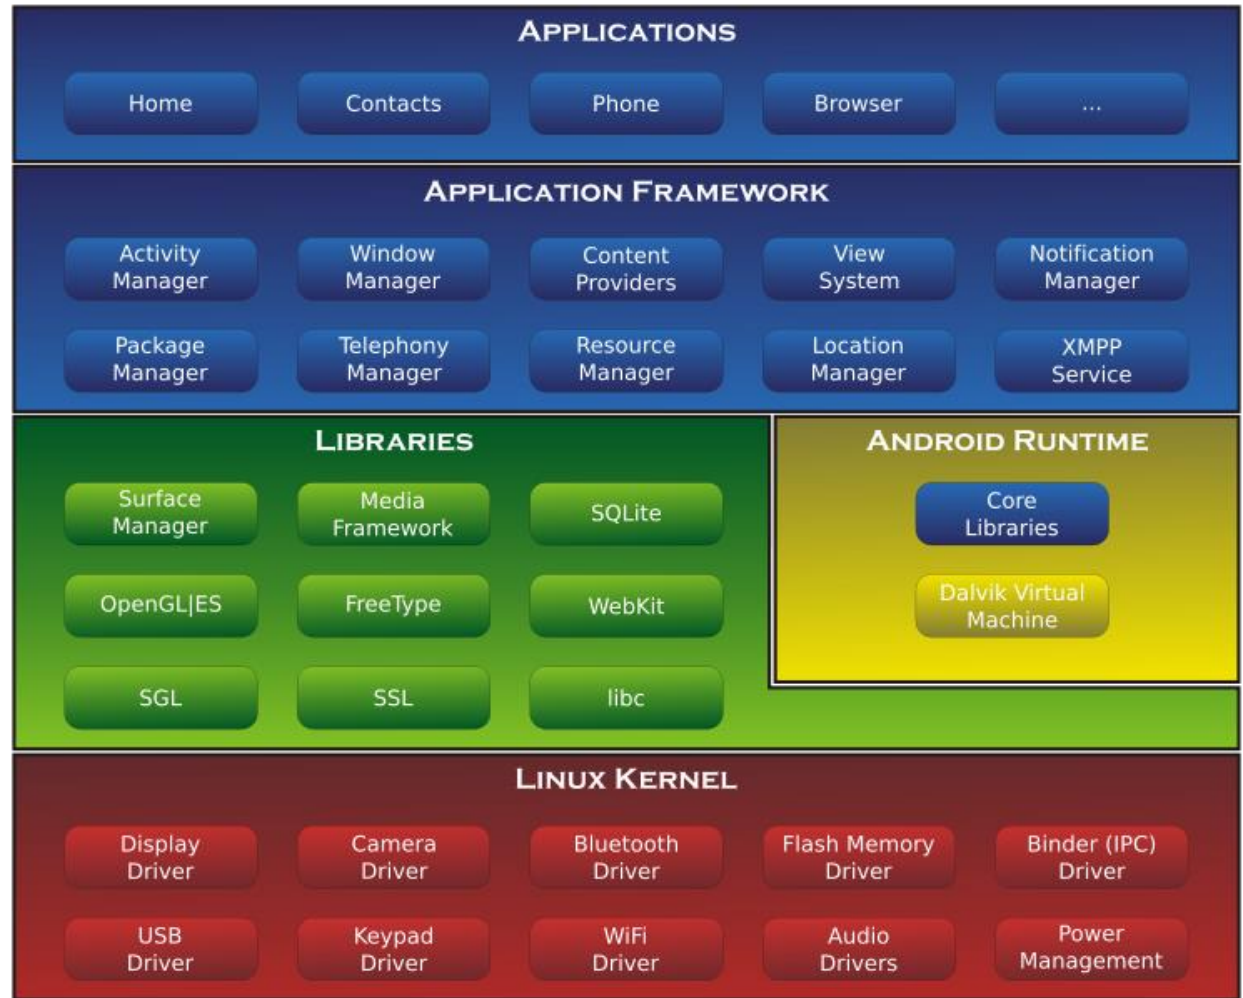 APPLICATIONS
Home
Contacts
Phone
Browser
...
APPLICATION FRAMEWORK
Activity
Manager
Window
Manager
Content
Providers
View
System
Notification
Manager
Package
Manager
Telephony
Manager
Resource
Manager
Location
Manager
XMPP
Service
LIBRARIES
Surface
Manager
Media
Framework
SQLite
OpenGL|ES
FreeType
WebKit
SGL
SSL
libc
ANDROID RUNTIME
Core
Libraries
Dalvik Virtual
Machine
LINUX KERNEL
Display
Driver
Camera
Driver
Bluetooth
Driver
Flash Memory
Driver
Binder (IPC)
Driver
USB
Driver
Keypad
Driver
WiFi
Driver
Audio
Drivers
Power
Management